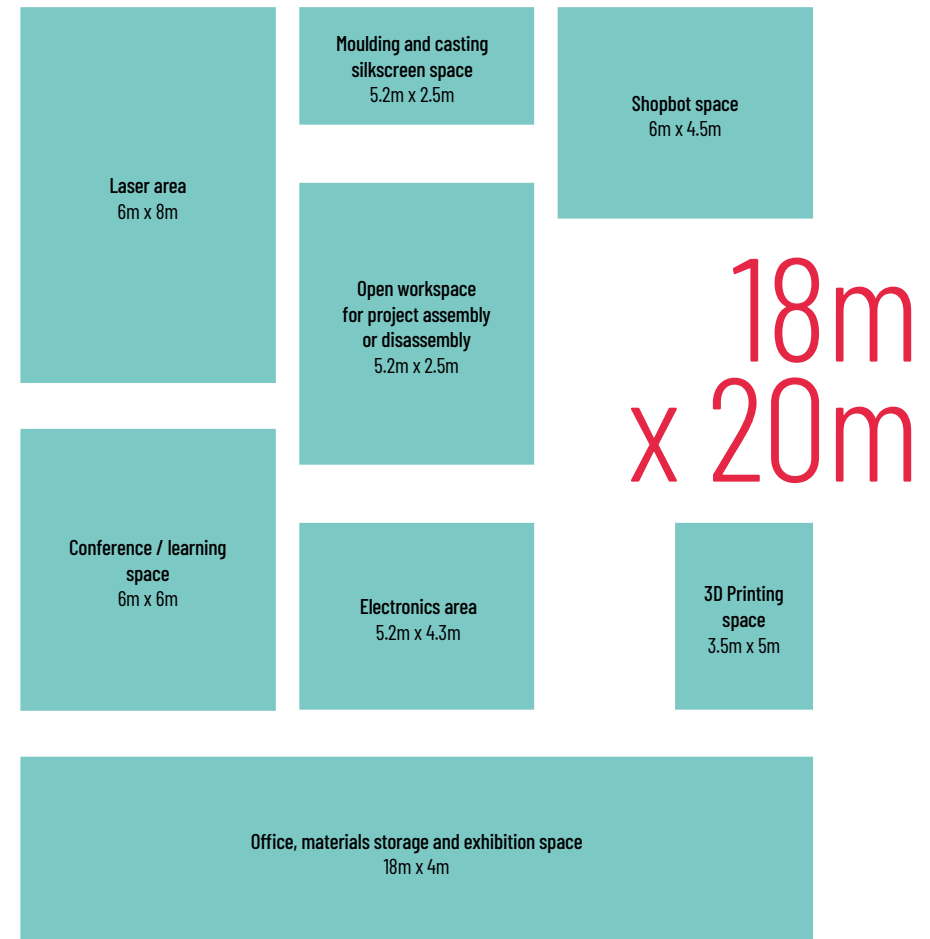 Moulding and casting
silkscreen space
5.2m x 2.5m
Shopbot space
6m x 4.5m
Laser area
6m x 8m
Open workspace
for project assembly
or disassembly
5.2m x 2.5m
18m
x 20m
Conference / learning
space
6m x 6m
Electronics area
5.2m x 4.3m
3D Printing
space
3.5m x 5m
Office, materials storage and exhibition space
18m x 4m